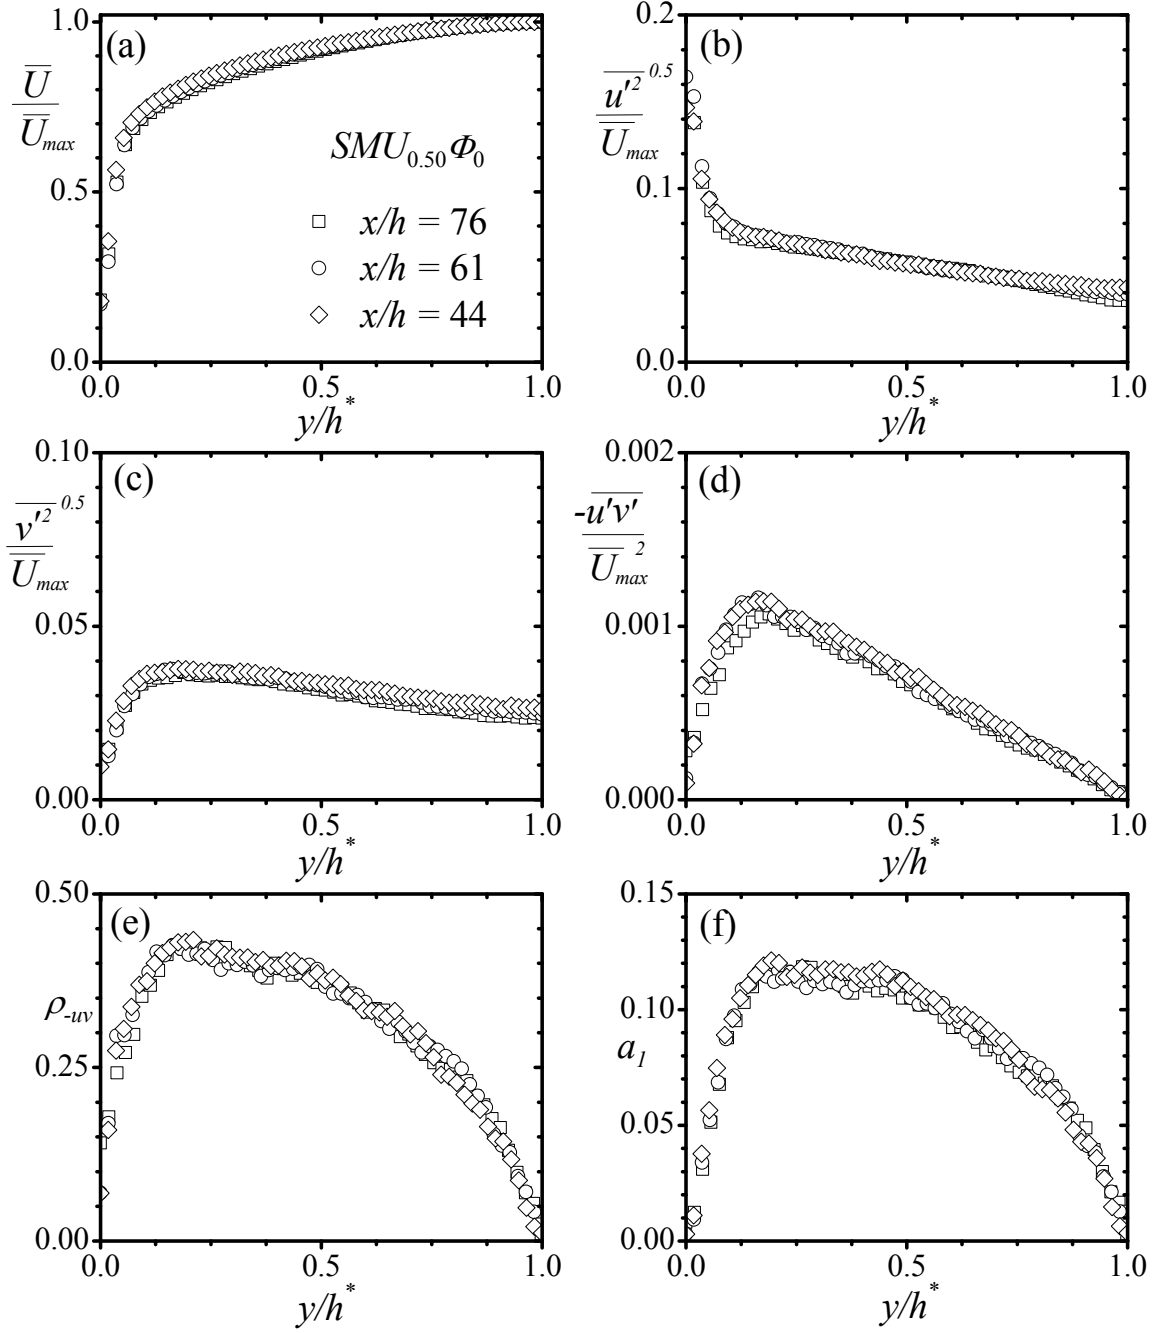 (a)
U̅ / U̅max
1.0
0.5
0.0
SMU0.50Φ0
x/h = 76
x/h = 61
x/h = 44
0.0 0.5 1.0
y/h*
(b)
u'² 0.5 / U̅max
0.2
0.1
0.0
0.0 0.5 1.0
y/h*
(c)
v'² 0.5 / U̅max
0.10
0.05
0.00
0.0 0.5 1.0
y/h*
(d)
-u'v' / U̅max 2
0.002
0.001
0.000
0.0 0.5 1.0
y/h*
(e)
ρ-uv
0.50
0.25
0.00
0.0 0.5 1.0
y/h*
(f)
a1
0.15
0.10
0.05
0.00
0.0 0.5 1.0
y/h*